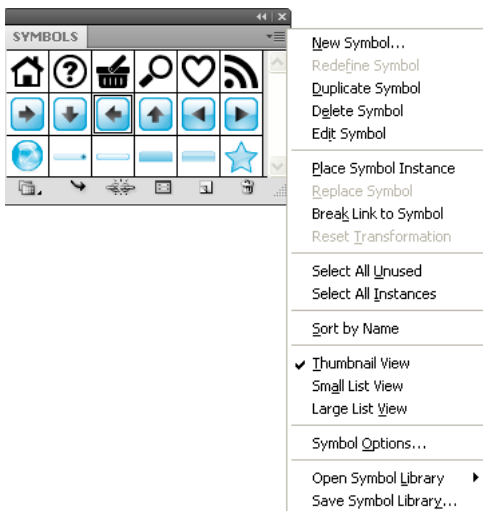 SYMBOLS
New Symbol...
Redefine Symbol
Duplicate Symbol
Delete Symbol
Edit Symbol
Place Symbol Instance
Replace Symbol
Break Link to Symbol
Reset Transformation
Select All Unused
Select All Instances
Sort by Name
Thumbnail View
Small List View
Large List View
Symbol Options...
Open Symbol Library
Save Symbol Library...